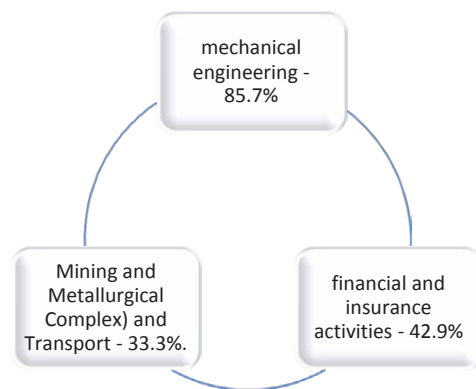 mechanical
engineering -
85.7%
Mining and
Metallurgical
Complex) and
Transport - 33.3%.
financial and
insurance
activities - 42.9%